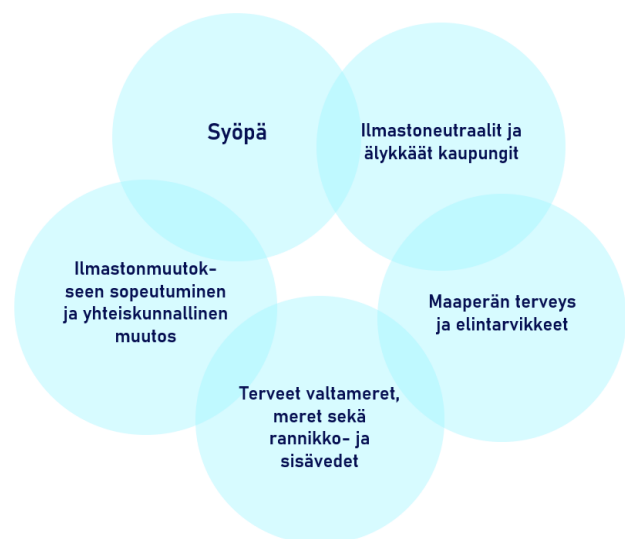 Syöpä
Ilmastoneutraalit ja
älykkäät kaupungit
Ilmastonmuutok-
seen sopeutuminen
ja yhteiskunnallinen
muutos
Maaperän terveys
ja elintarvikkeet
Terveet valtameret,
meret sekä
rannikko- ja
sisävedet